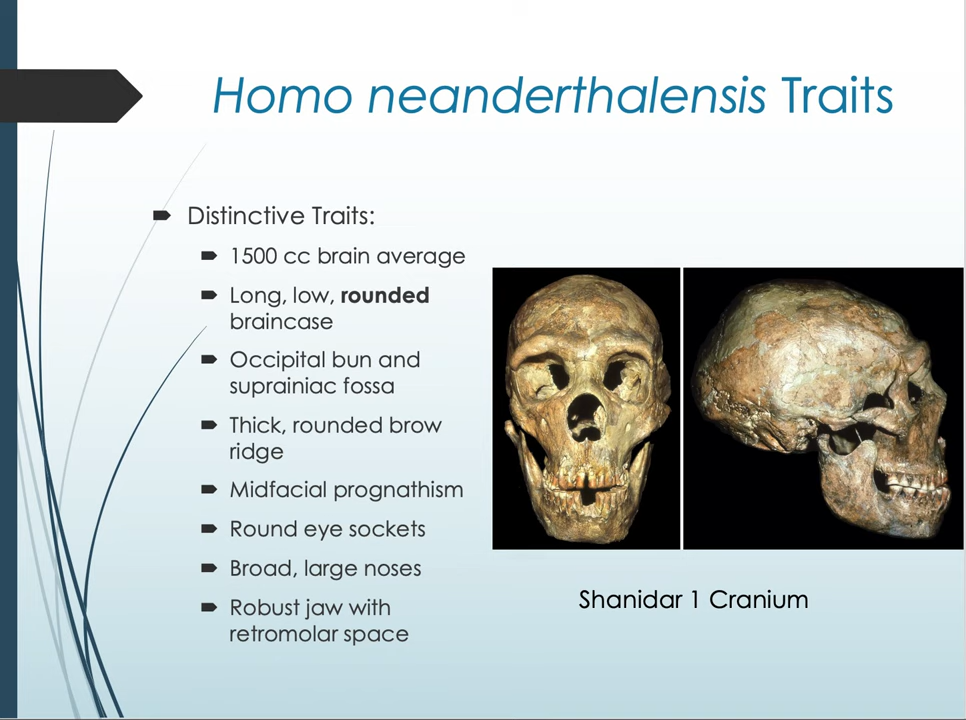 Homo neanderthalensis Traits
Distinctive Traits:
1500 cc brain average
Long, low, rounded
braincase
Occipital bun and
suprainiac fossa
Thick, rounded brow
ridge
Midfacial prognathism
Round eye sockets
Broad, large noses
Robust jaw with
retromolar space
Shanidar 1 Cranium